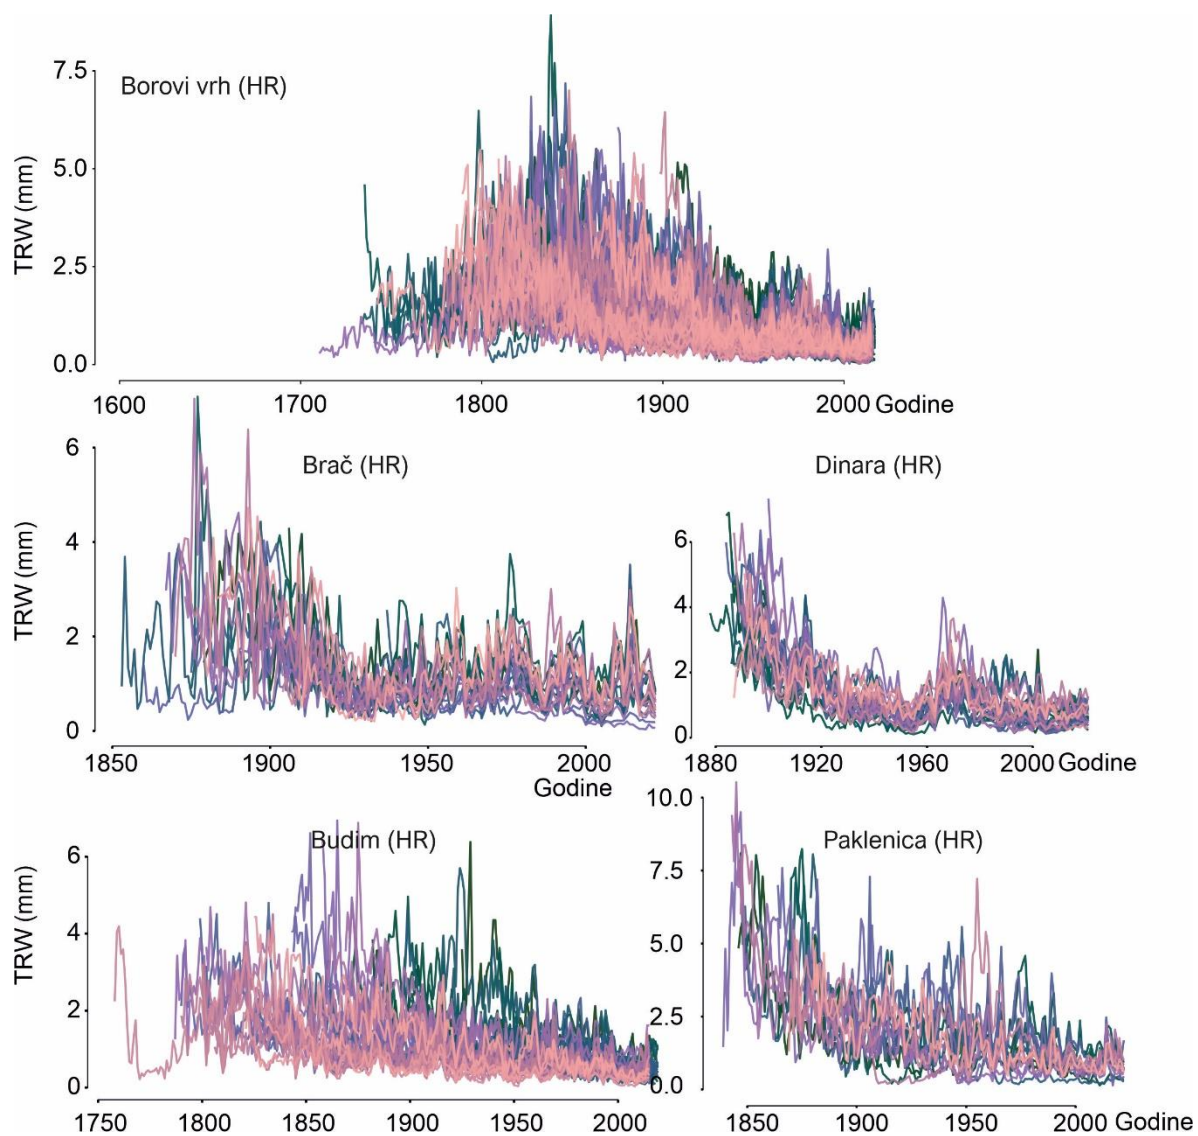 7.5
Borovi vrh (HR)
5.0
TRW (mm)
2.5
0.0
1600 1700 1800 1900 2000 Godine
6
Brač (HR)
4
TRW (mm)
2
0
1850 1900 1950 2000
Godine
Dinara (HR)
6
4
2
0
1880 1920 1960 2000 Godine
Budim (HR)
6
4
TRW (mm)
2
0
1750 1800 1850 1900 1950 2000
10.0
Paklenica (HR)
7.5
5.0
2.5
0.0
1850 1900 1950 2000 Godine